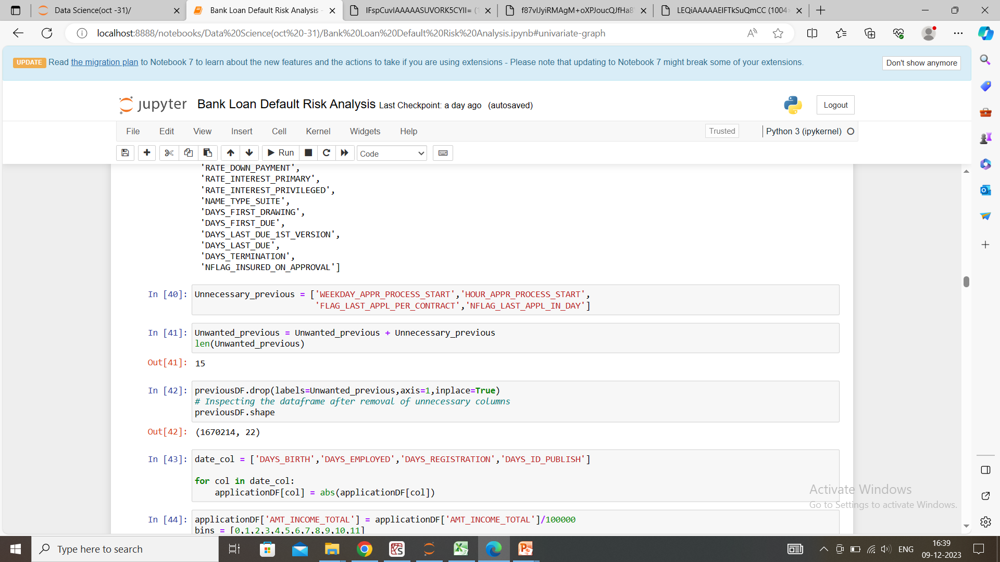 Data Science(oct -31)/
Bank Loan Default Risk Analysis -
IFspCuvIAAAAASUVORK5CYII= (
f87vIJyiRMAgM+oXPJoucQJfHa8
LEQiAAAAAElFTkSuQmCC (1004
localhost:8888/notebooks/Data%20Science(oct%20-31)/Bank%20Loan%20Default%20Risk%20Analysis.ipynb#univariate-graph
UPDATE Read the migration plan to Notebook 7 to learn about the new features and the actions to take if you are using extensions - Please note that updating to Notebook 7 might break some of your extensions.
Don't show anymore
jupyter Bank Loan Default Risk Analysis Last Checkpoint: a day ago (autosaved)
Logout
File Edit View Insert Cell Kernel Widgets Help
Trusted
Python 3 (ipykernel)
Run
Code
'RATE_DOWN_PAYMENT',
'RATE_INTEREST_PRIMARY',
'RATE_INTEREST_PRIVILEGED',
'NAME_TYPE_SUITE',
'DAYS_FIRST_DRAWING',
'DAYS_FIRST_DUE',
'DAYS_LAST_DUE_1ST_VERSION',
'DAYS_LAST_DUE',
'DAYS_TERMINATION',
'NFLAG_INSURED_ON_APPROVAL']
In [40]: Unnecessary_previous = ['WEEKDAY_APPR_PROCESS_START','HOUR_APPR_PROCESS_START',
'FLAG_LAST_APPL_PER_CONTRACT','NFLAG_LAST_APPL_IN_DAY']
In [41]: Unwanted_previous = Unwanted_previous + Unnecessary_previous
len(Unwanted_previous)
Out[41]: 15
In [42]: previousDF.drop(labels=Unwanted_previous,axis=1,inplace=True)
# Inspecting the dataframe after removal of unnecessary columns
previousDF.shape
Out[42]: (1670214, 22)
In [43]: date_col = ['DAYS_BIRTH','DAYS_EMPLOYED','DAYS_REGISTRATION','DAYS_ID_PUBLISH']
for col in date_col:
applicationDF[col] = abs(applicationDF[col])
In [44]: applicationDF['AMT_INCOME_TOTAL'] = applicationDF['AMT_INCOME_TOTAL']/100000
bins = [0,1,2,3,4,5,6,7,8,9,10,11]
Activate Windows
Go to Settings to activate Windows.
Type here to search
ENG
16:39
09-12-2023